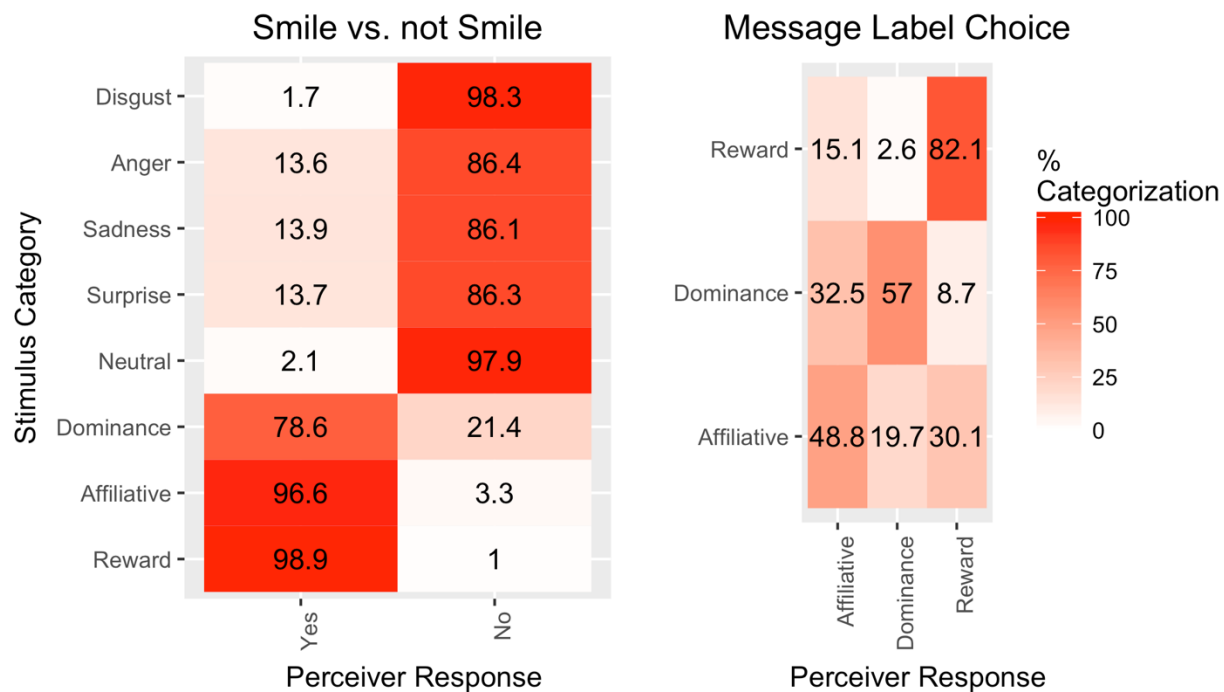 Smile vs. not Smile
Stimulus Category
Disgust 1.7 98.3
Anger 13.6 86.4
Sadness 13.9 86.1
Surprise 13.7 86.3
Neutral 2.1 97.9
Dominance 78.6 21.4
Affiliative 96.6 3.3
Reward 98.9 1
Yes No
Perceiver Response
Message Label Choice
Reward 15.1 2.6 82.1
Dominance 32.5 57 8.7
Affiliative 48.8 19.7 30.1
Affiliative Dominance Reward
Perceiver Response
%
Categorization
100
75
50
25
0